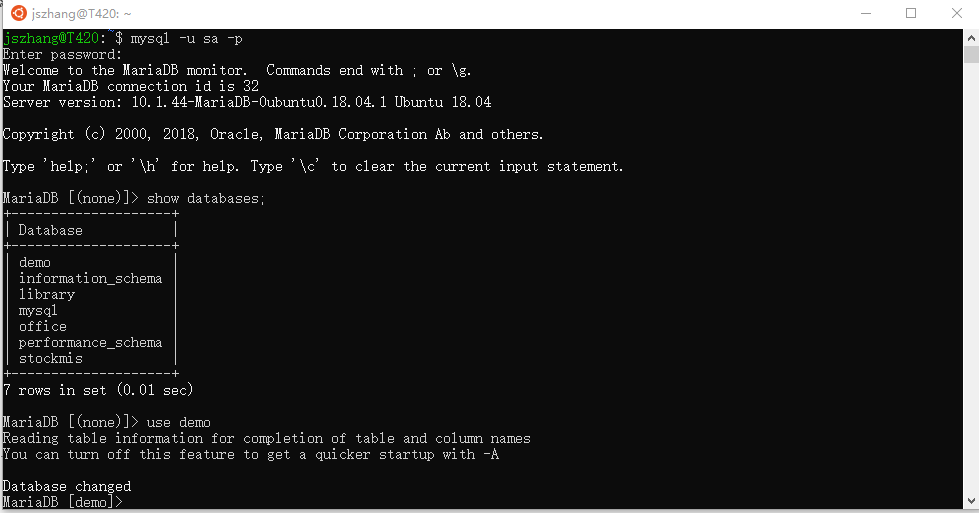 jszhang@T420: ~
jszhang@T420:~$ mysql -u sa -p
Enter password:
Welcome to the MariaDB monitor.  Commands end with ; or \g.
Your MariaDB connection id is 32
Server version: 10.1.44-MariaDB-0ubuntu0.18.04.1 Ubuntu 18.04
Copyright (c) 2000, 2018, Oracle, MariaDB Corporation Ab and others.
Type 'help;' or '\h' for help. Type '\c' to clear the current input statement.
MariaDB [(none)]> show databases;
+--------------------+
| Database           |
+--------------------+
| demo               |
| information_schema |
| library            |
| mysql              |
| office             |
| performance_schema |
| stockmis           |
+--------------------+
7 rows in set (0.01 sec)
MariaDB [(none)]> use demo
Reading table information for completion of table and column names
You can turn off this feature to get a quicker startup with -A
Database changed
MariaDB [demo]>